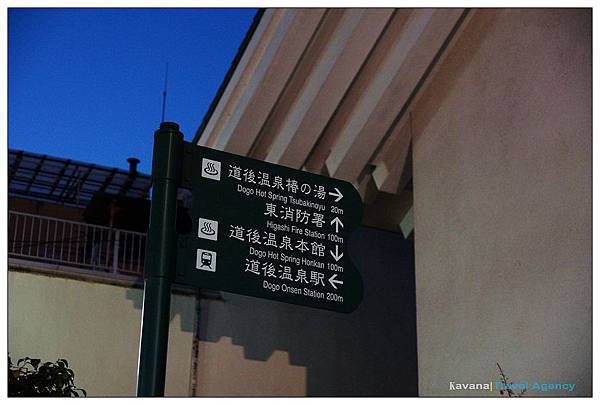 道後温泉椿の湯 →
Dogo Hot Spring Tsubakinoyu 20m
東消防署 ↑
Higashi Fire Station 100m
道後温泉本館 ↓
Dogo Hot Spring Honkan 100m
道後温泉駅 ←
Dogo Onsen Station 200m
Kavana|Travel Agency